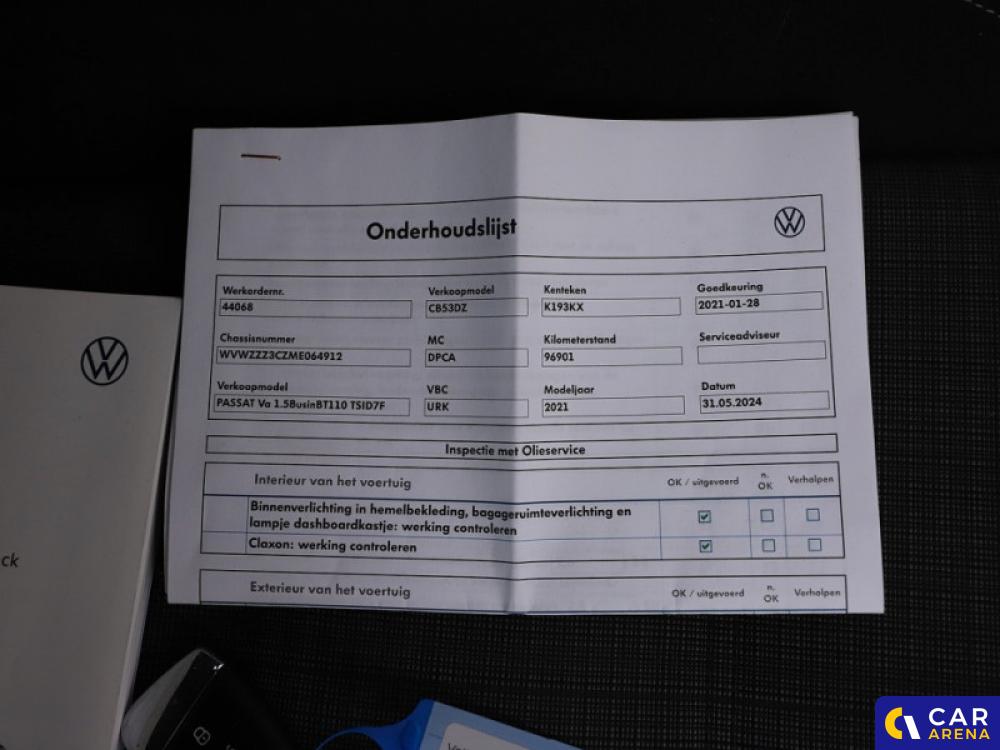 Onderhoudslijst
Werkordernr. Verkoopmodel Kenteken Goedkeuring
44068 CB53DZ K193KX 2021-01-28
Chassisnummer MC Kilometerstand Serviceadviseur
WVWZZZ3CZME064912 DPCA 96901
Verkoopmodel VBC Modeljaar Datum
PASSAT Va 1.5BusinBT110 TSID7F URK 2021 31.05.2024
Inspectie met Olieservice
Interieur van het voertuig OK / uitgevoerd n. OK Verholpen
Binnenverlichting in hemelbekleding, bagageruimteverlichting en
lampje dashboardkastje: werking controleren
Claxon: werking controleren
Exterieur van het voertuig OK / uitgevoerd n. OK Verholpen
ck
CAR
ARENA